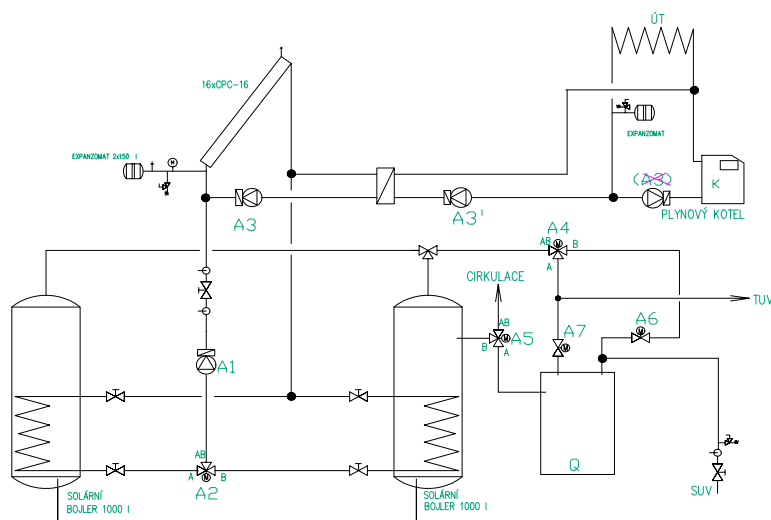 ÚT
16xCPC-16
EXPANZOMAT 2x150 l
M
EXPANZOMAT
(A3)
K
A3
A3'
PLYNOVÝ KOTEL
A4
AB
M
B
A
CIRKULACE
TUV
AB
A7
A6
M
B
M
A5
M
A
A1
AB
A
M
B
A2
Q
SOLÁRNÍ
BOJLER 1000 l
SOLÁRNÍ
BOJLER 1000 l
SUV